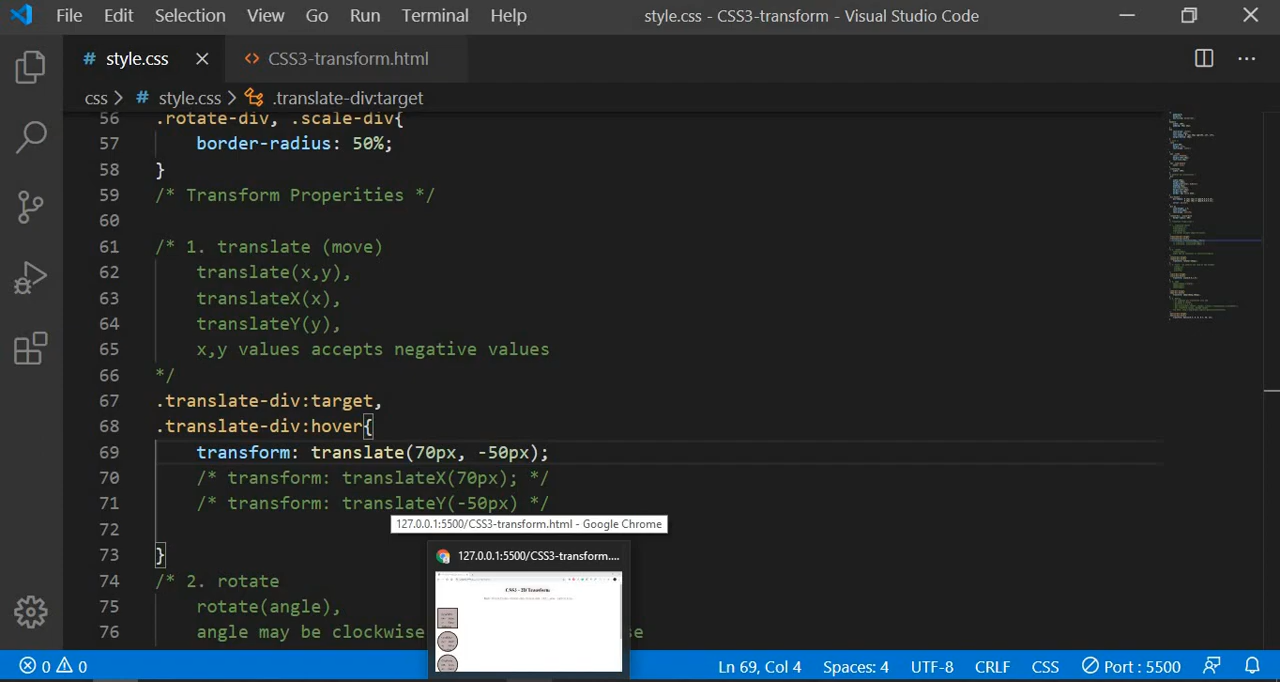 File Edit Selection View Go Run Terminal Help style.css - CSS3-transform - Visual Studio Code
# style.css <> CSS3-transform.html
css > # style.css > .translate-div:target
56 .rotate-div, .scale-div{
57 border-radius: 50%;
58 }
59 /* Transform Properities */
60
61 /* 1. translate (move)
62 translate(x,y),
63 translateX(x),
64 translateY(y),
65 x,y values accepts negative values
66 */
67 .translate-div:target,
68 .translate-div:hover{
69 transform: translate(70px, -50px);
70 /* transform: translateX(70px); */
71 /* transform: translateY(-50px) */
127.0.0.1:5500/CSS3-transform.html - Google Chrome
72
73 }
127.0.0.1:5500/CSS3-transform....
74 /* 2. rotate
CSS3 - 2D Transform
75 rotate(angle),
76 angle may be clockwise se
0 0 Ln 69, Col 4 Spaces: 4 UTF-8 CRLF CSS Port : 5500